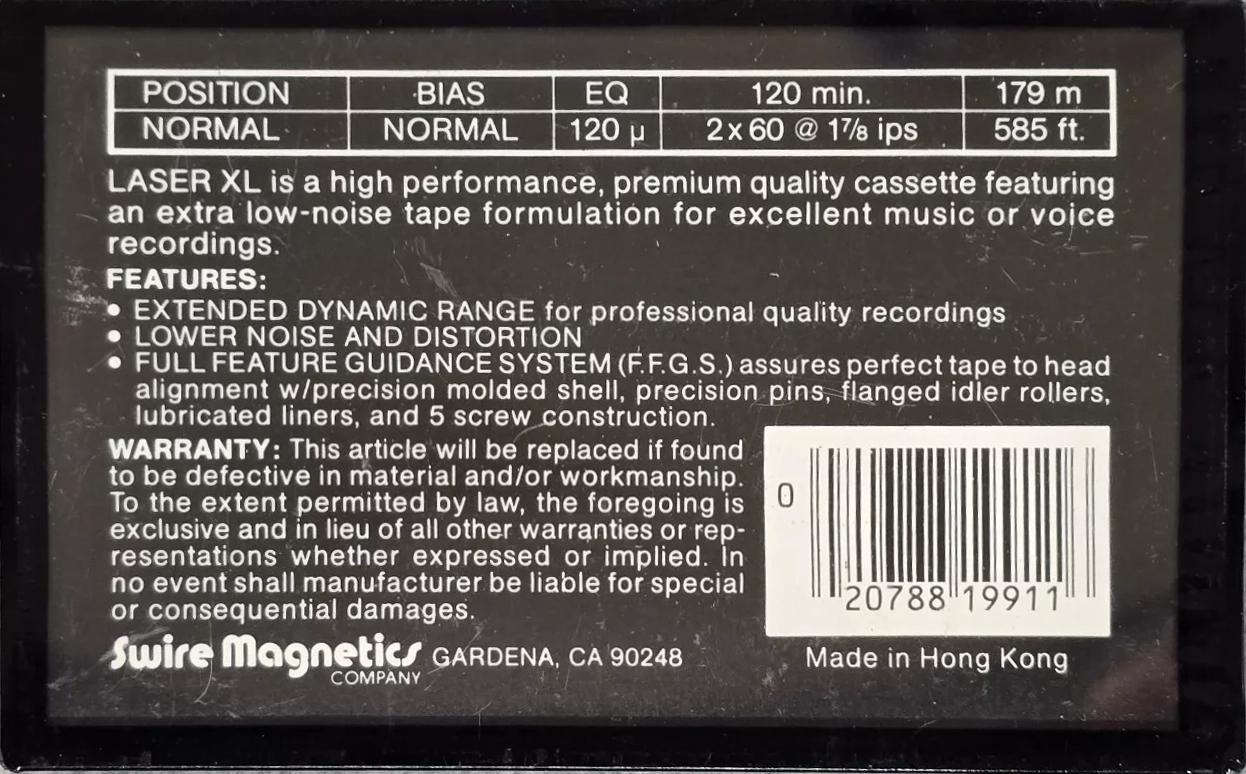 POSITION BIAS EQ 120 min. 179 m
NORMAL NORMAL 120 µ 2 x 60 @ 1⅞ ips 585 ft.
LASER XL is a high performance, premium quality cassette featuring
an extra low-noise tape formulation for excellent music or voice
recordings.
FEATURES:
• EXTENDED DYNAMIC RANGE for professional quality recordings
• LOWER NOISE AND DISTORTION
• FULL FEATURE GUIDANCE SYSTEM (F.F.G.S.) assures perfect tape to head
alignment w/precision molded shell, precision pins, flanged idler rollers,
lubricated liners, and 5 screw construction.
WARRANTY: This article will be replaced if found
to be defective in material and/or workmanship.
To the extent permitted by law, the foregoing is
exclusive and in lieu of all other warranties or rep-
resentations whether expressed or implied. In
no event shall manufacturer be liable for special
or consequential damages.
Swire Magnetics
COMPANY
GARDENA, CA 90248
0
20788 19911
Made in Hong Kong